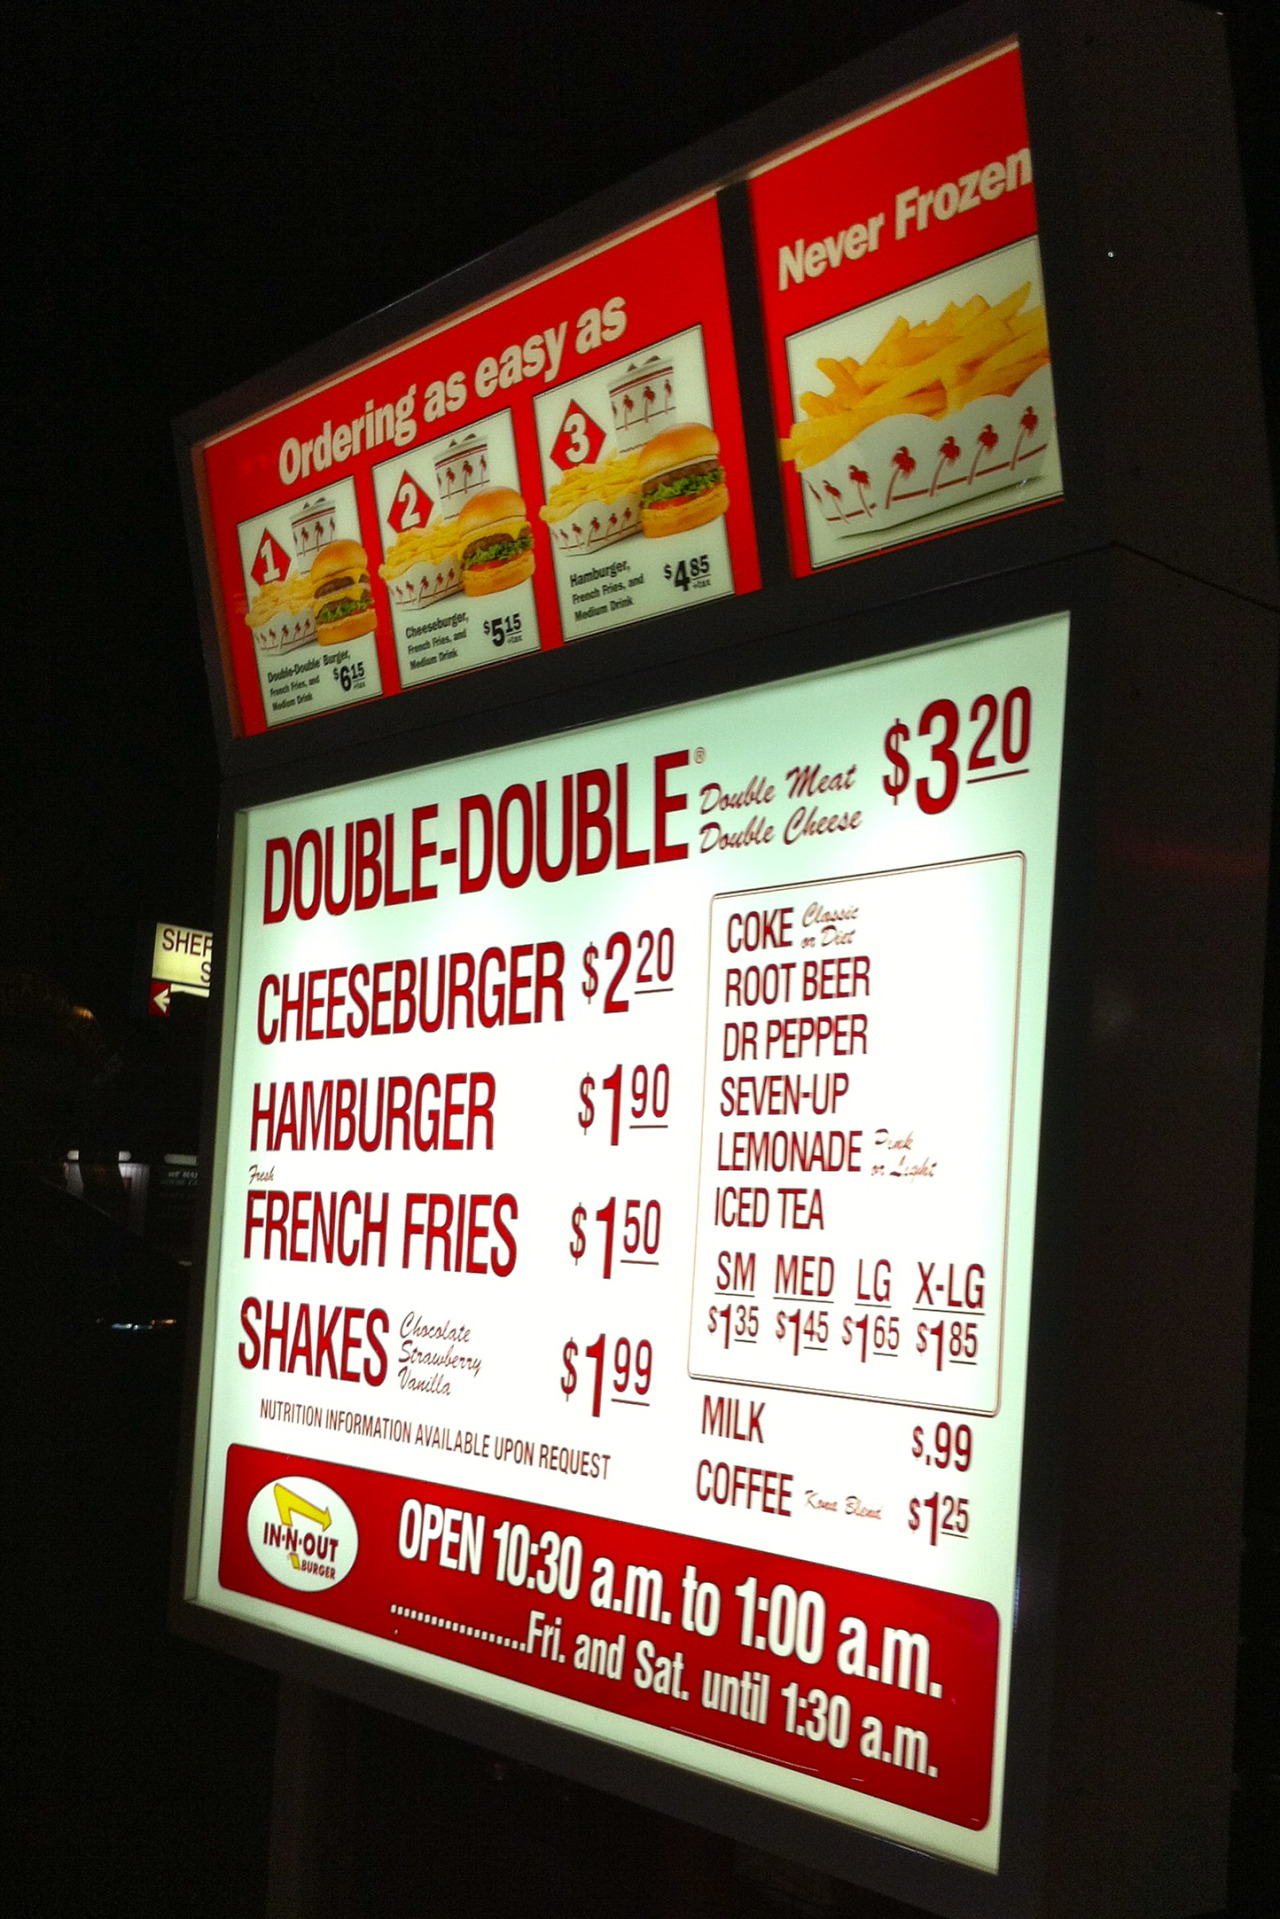 Never Frozen
Ordering as easy as
1
Double-Double® Burger,
French Fries, and
Medium Drink
$6.15
+tax
2
Cheeseburger,
French Fries, and
Medium Drink
$5.15
+tax
3
Hamburger,
French Fries, and
Medium Drink
$4.85
+tax
DOUBLE-DOUBLE® Double Meat Double Cheese $3.20
CHEESEBURGER $2.20
HAMBURGER $1.90
Fresh
FRENCH FRIES $1.50
SHAKES Chocolate Strawberry Vanilla $1.99
NUTRITION INFORMATION AVAILABLE UPON REQUEST
COKE Classic or Diet
ROOT BEER
DR PEPPER
SEVEN-UP
LEMONADE Pink or Light
ICED TEA
SM MED LG X-LG
$1.35 $1.45 $1.65 $1.85
MILK $.99
COFFEE Kona Blend $1.25
IN-N-OUT
BURGER
OPEN 10:30 a.m. to 1:00 a.m.
...................Fri. and Sat. until 1:30 a.m.
SHER
S